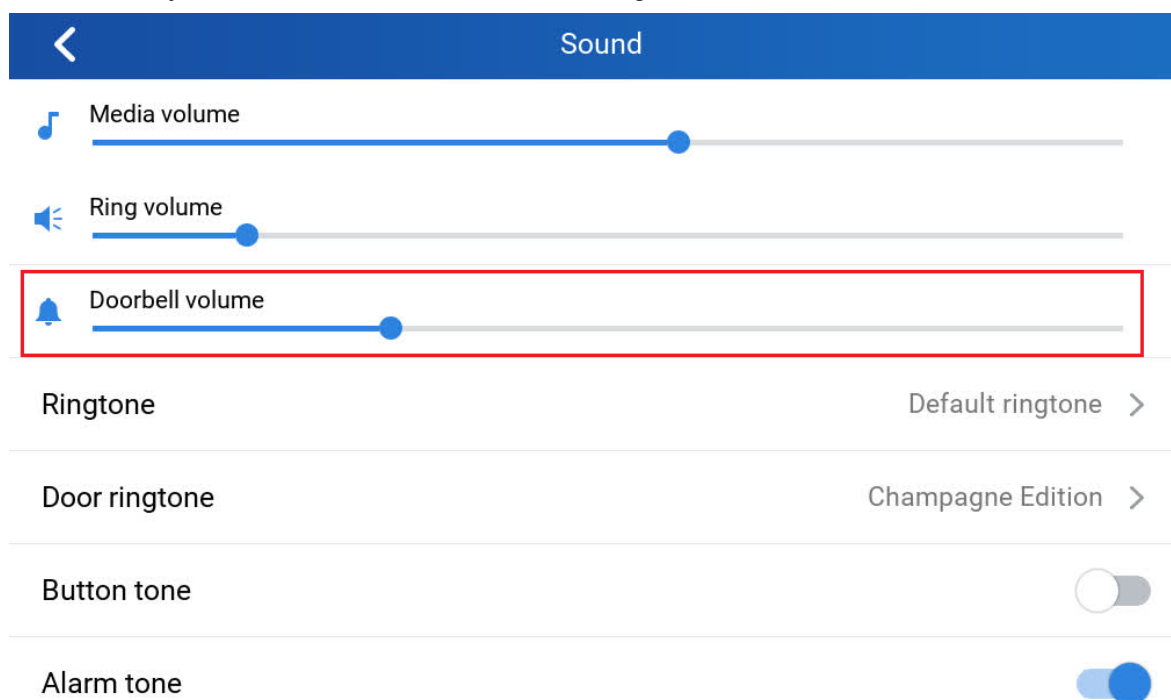 Sound
Media volume
Ring volume
Doorbell volume
Ringtone Default ringtone
Door ringtone Champagne Edition
Button tone
Alarm tone